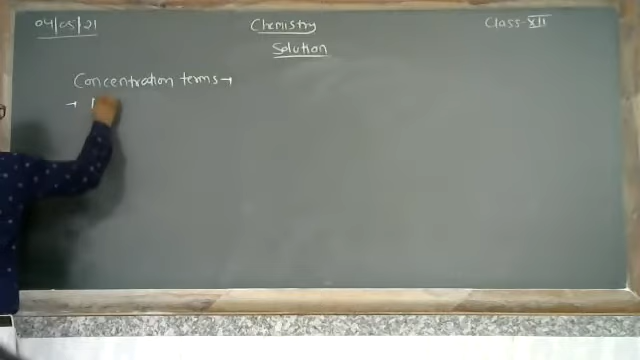 04/05/21 Chemistry Class-XII
Solution
Concentration terms →
→